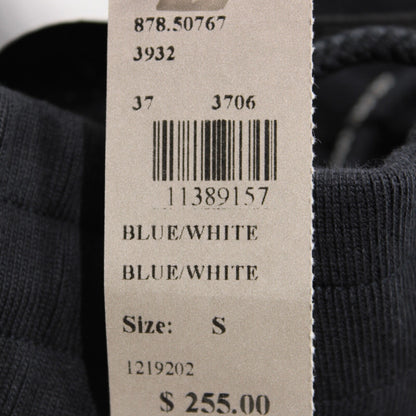 878.50767
3932
37 3706
11389157
BLUE/WHITE
BLUE/WHITE
Size: S
1219202
$ 255.00